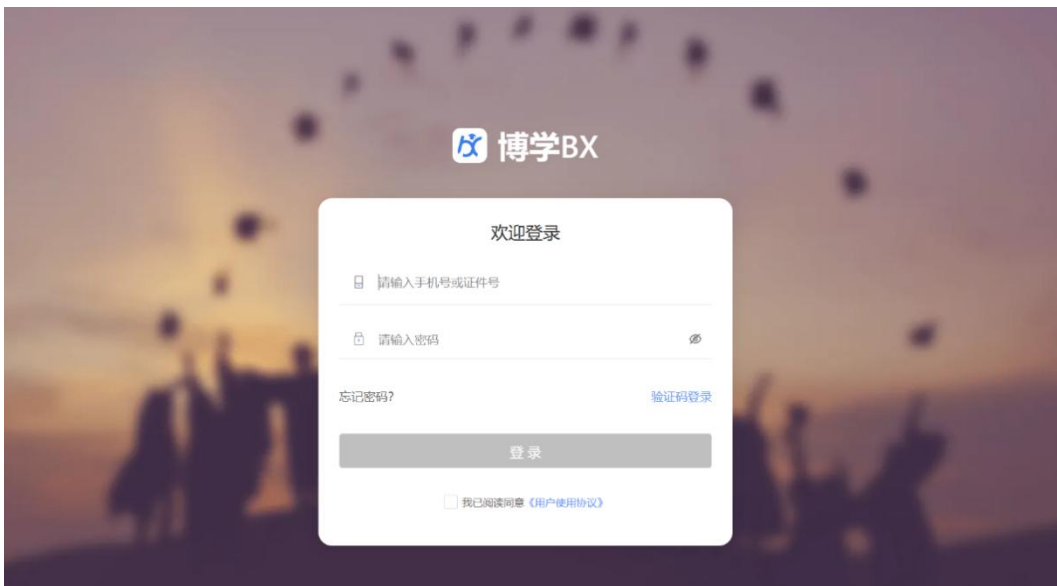 博学BX
欢迎登录
请输入手机号或证件号
请输入密码
忘记密码?
验证码登录
登录
我已阅读同意《用户使用协议》